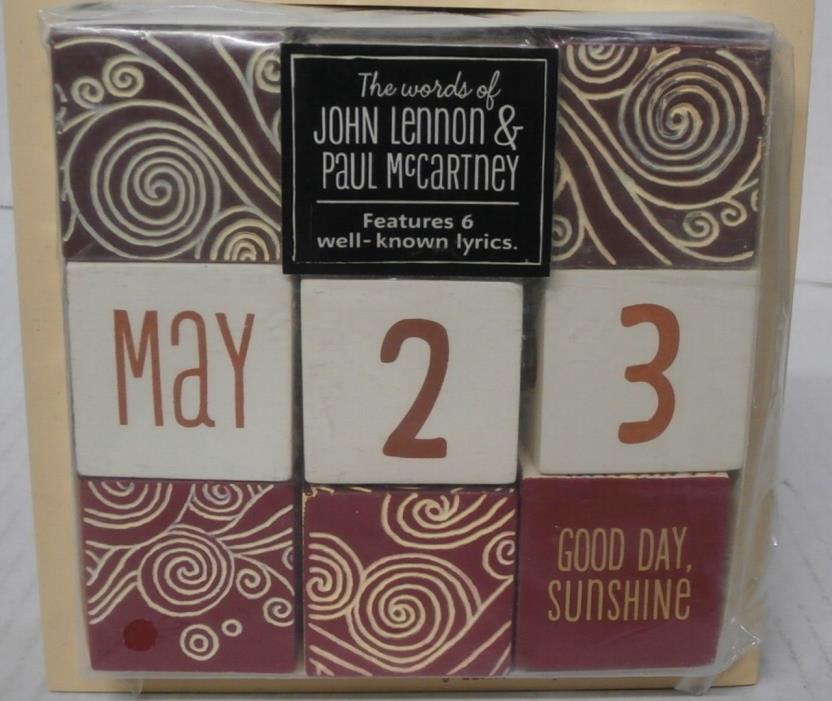 The words of
JOHN Lennon &
PAUL McCARTNEY
Features 6
well-known lyrics.
MAY 2 3
GOOD DAY,
SUNSHINE